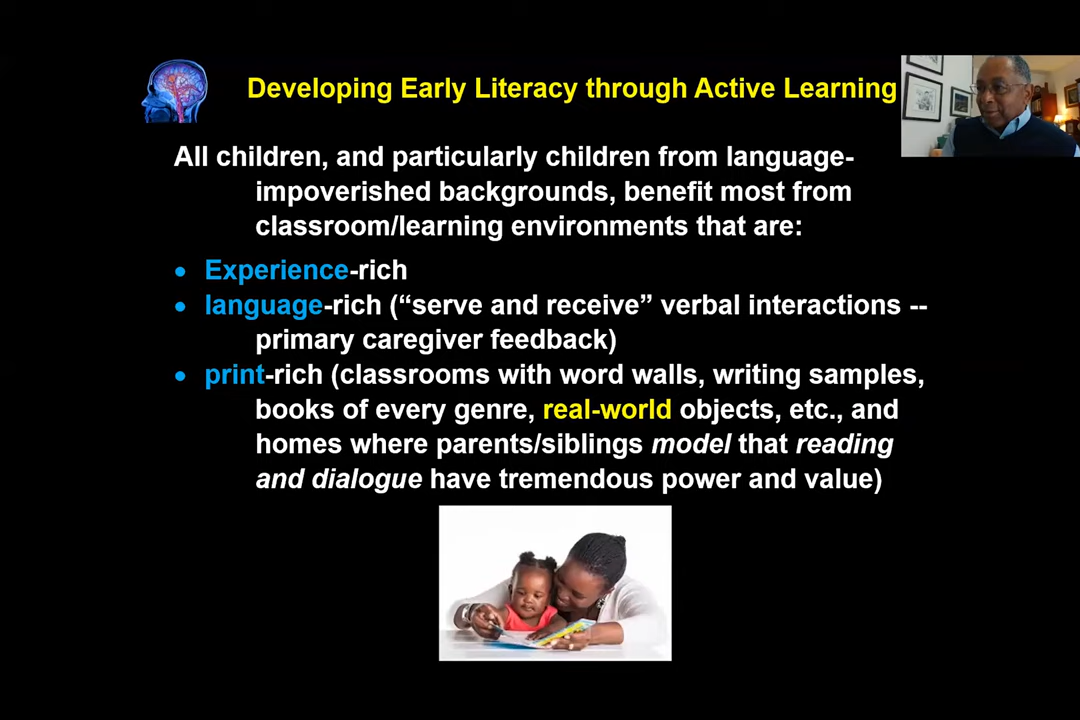 Developing Early Literacy through Active Learning
All children, and particularly children from language-
impoverished backgrounds, benefit most from
classroom/learning environments that are:
• Experience-rich
• language-rich (“serve and receive” verbal interactions --
primary caregiver feedback)
• print-rich (classrooms with word walls, writing samples,
books of every genre, real-world objects, etc., and
homes where parents/siblings model that reading
and dialogue have tremendous power and value)